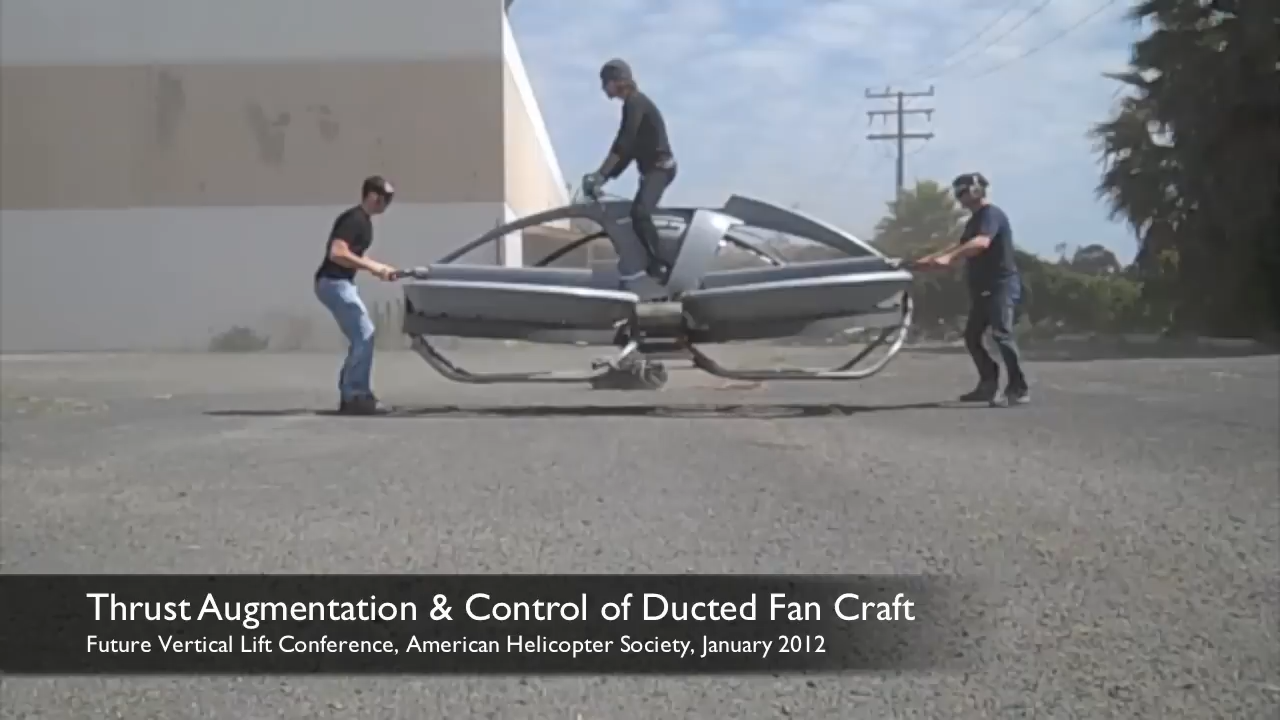 Thrust Augmentation & Control of Ducted Fan Craft
Future Vertical Lift Conference, American Helicopter Society, January 2012